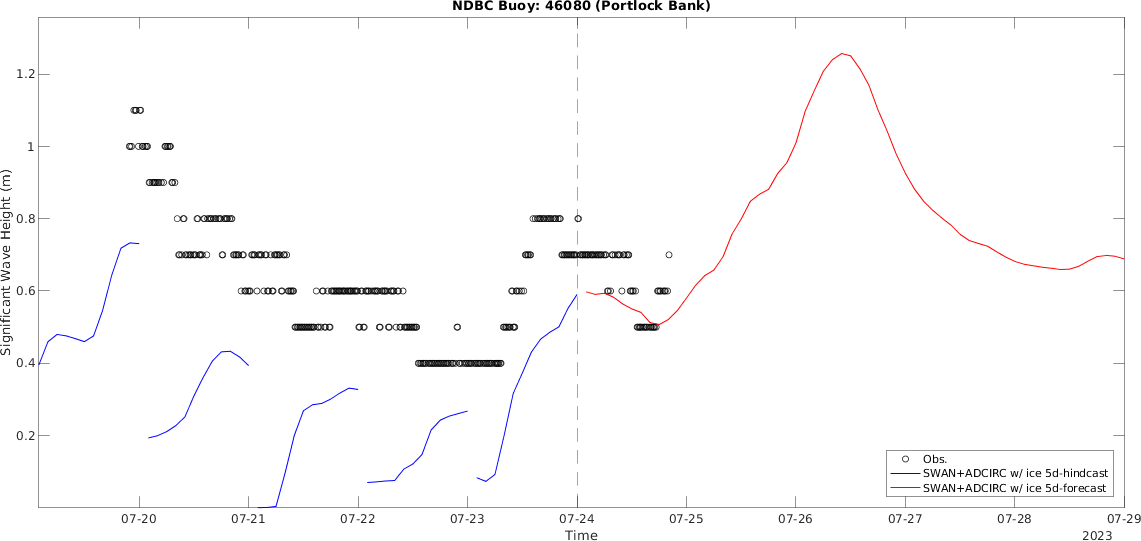 NDBC Buoy: 46080 (Portlock Bank)
Significant Wave Height (m)
1.2
1
0.8
0.6
0.4
0.2
Obs.
SWAN+ADCIRC w/ ice 5d-hindcast
SWAN+ADCIRC w/ ice 5d-forecast
07-20 07-21 07-22 07-23 07-24 07-25 07-26 07-27 07-28 07-29
Time
2023